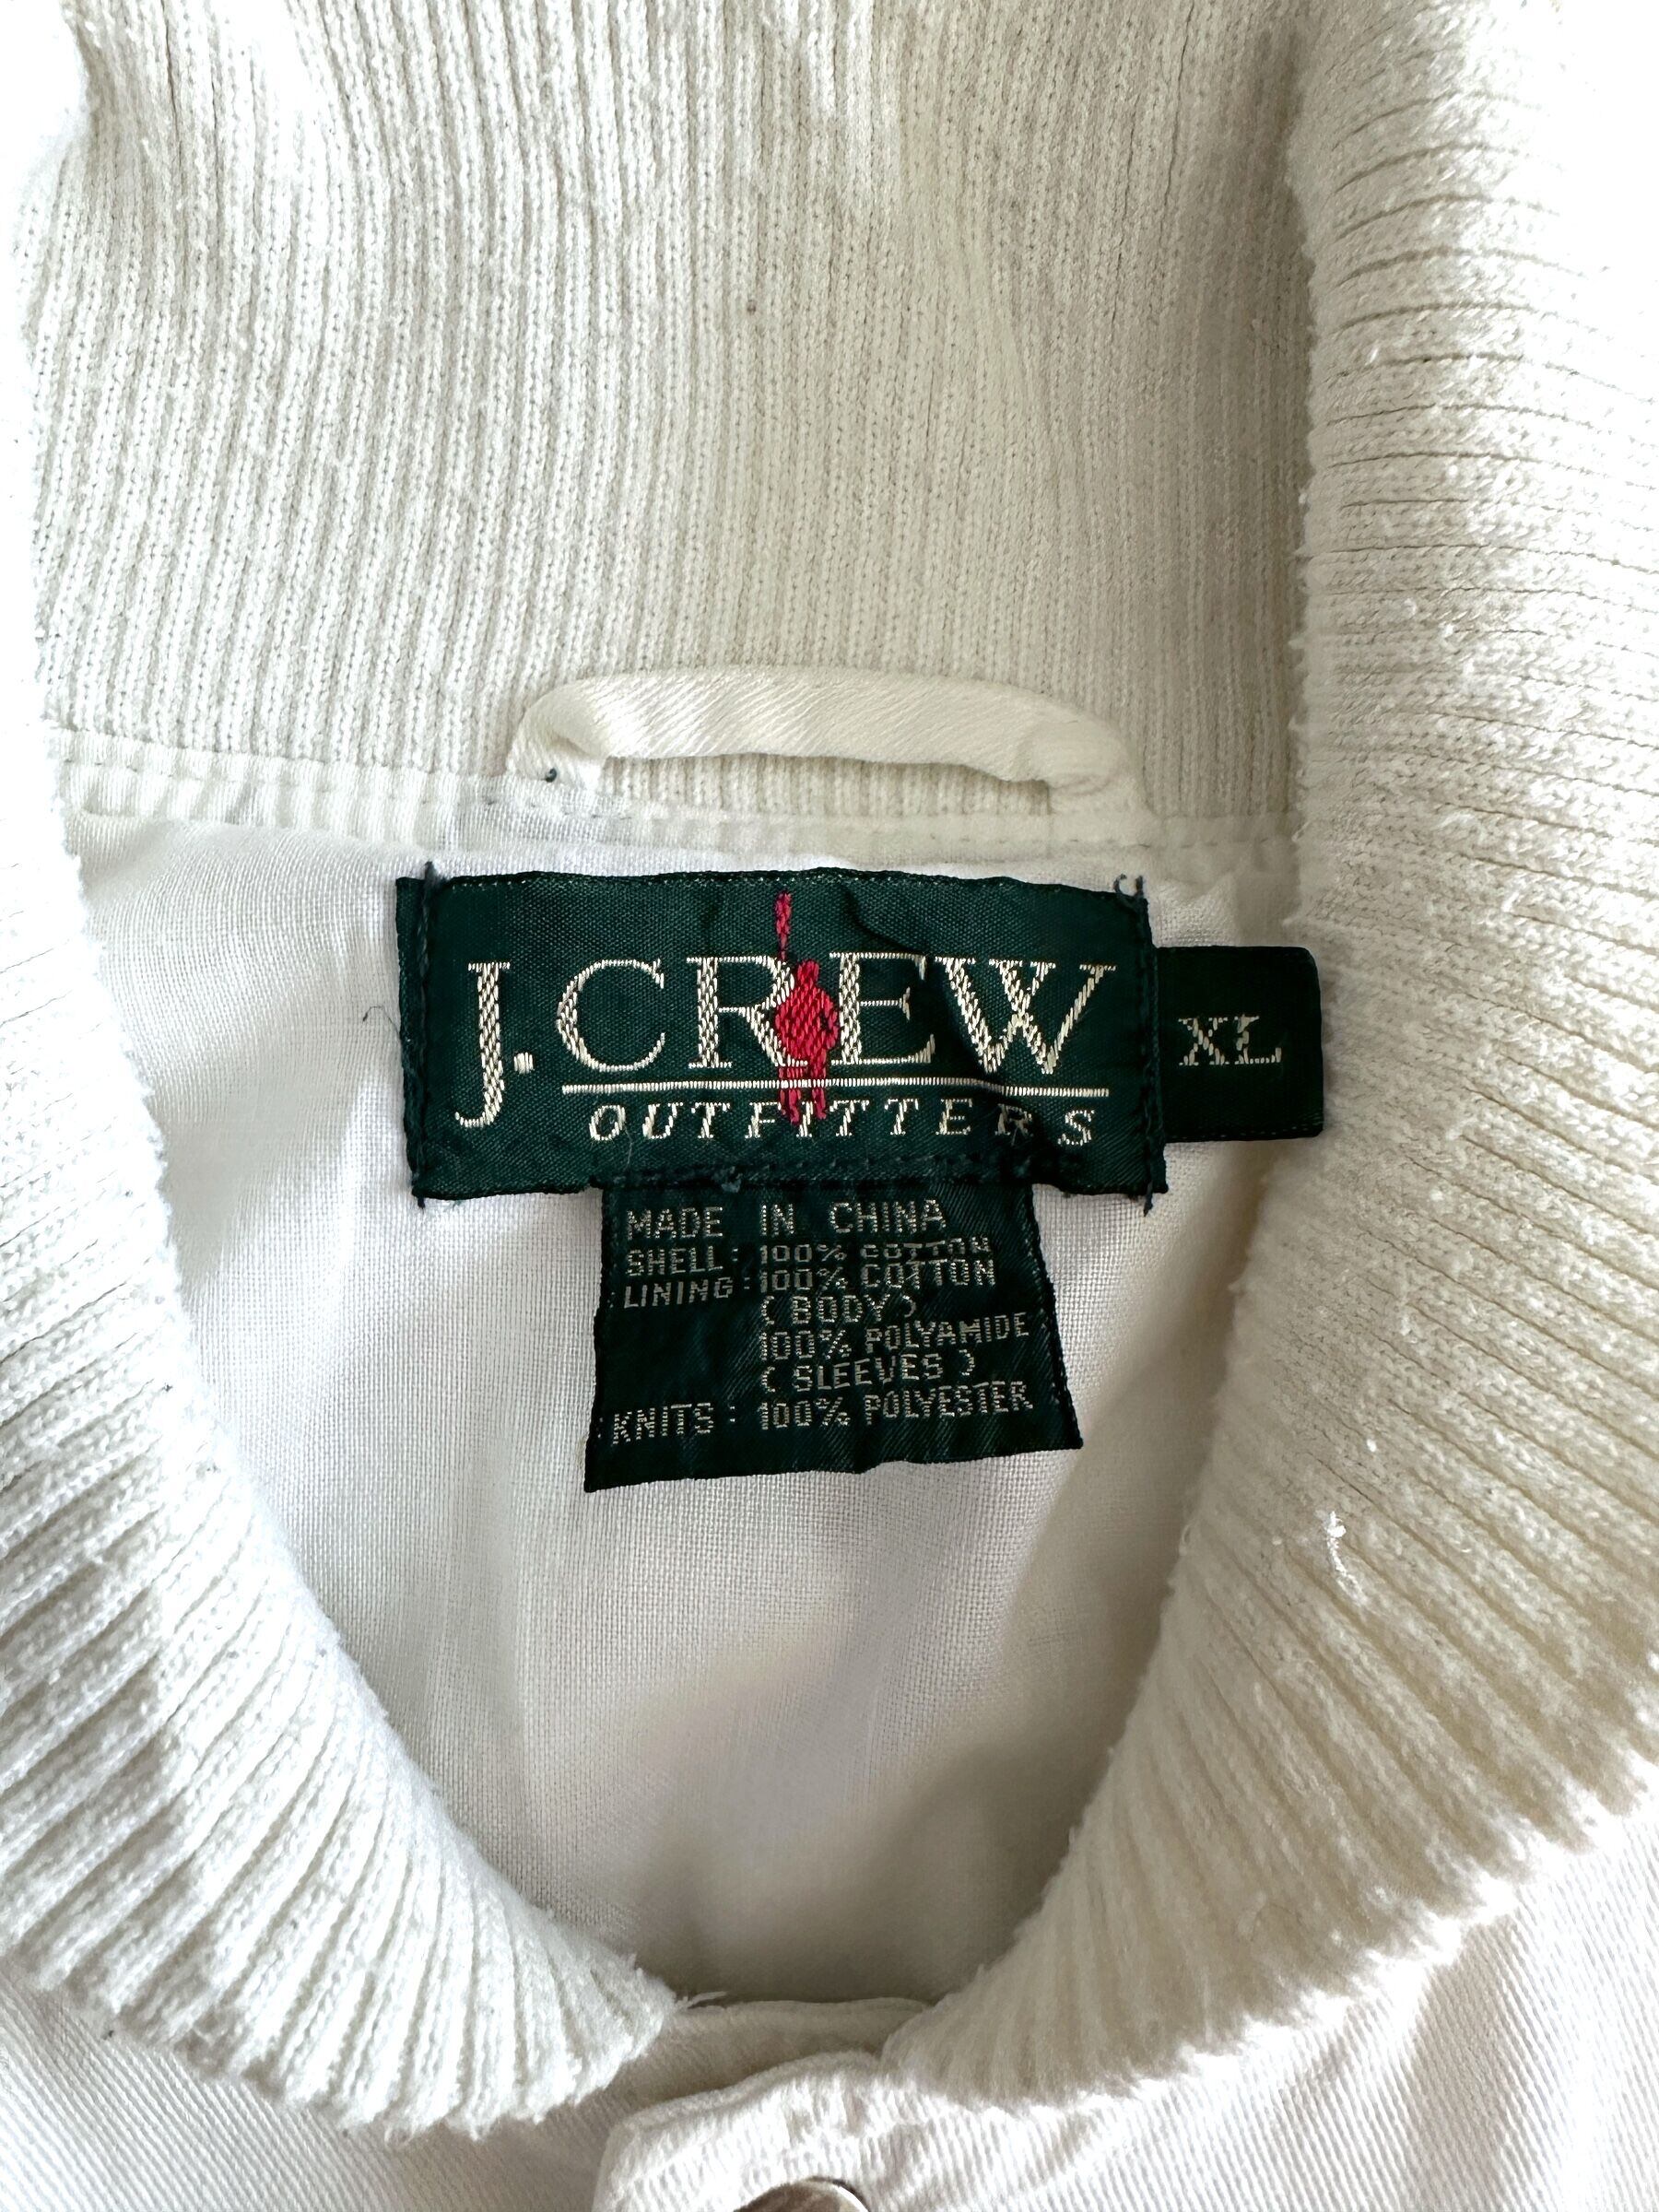 J.CREW
OUTFITTERS
XL
MADE IN CHINA
SHELL: 100% COTTON
LINING: 100% COTTON
(BODY)
100% POLYAMIDE
(SLEEVES)
KNITS: 100% POLYESTER